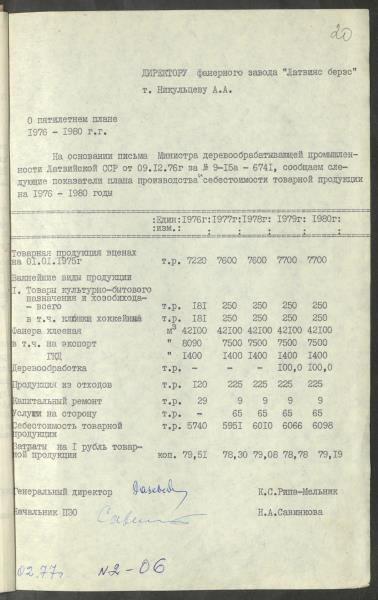 20
ДИРЕКТОРУ фанерного завода "Латвияс берзс"
т. Никульцеву А.А.
О пятилетнем плане
1976 - 1980 г.г.
На основании письма Министра деревообрабатывающей промышлен-
ности Латвийской ССР от 09.12.76г за № 9-15а - 6741, сообщаем сле-
дующие показатели плана производства и себестоимости товарной продукции
на 1976 - 1980 годы
:Един:1976г:1977г:1978г: 1979г: 1980г:
:изм.: : : : : :
Товарная продукция вценах
на 01.01.1975г т.р. 7220 7600 7600 7700 7700
Важнейшие виды продукции
1. Товары культурно-бытового
назначения и хозобихода-
- всего т.р. 181 250 250 250 250
в т.ч. клюшки хоккейные т.р. 181 250 250 250 250
Фанера клееная м3 42100 42100 42100 42100 42100
в т.ч. на экспорт " 8090 7500 7500 7500 7500
" 1400 1400 1400 1400 1400
Деревообработка т.р. - - - 100,0 100,0
Продукция из отходов т.р. 120 225 225 225 225
Капитальный ремонт т.р. 29 9 9 9 9
Услуги на сторону т.р. - 65 65 65 65
Себестоимость товарной т.р. 5740 5951 6010 6066 6098
продукции
Затраты на 1 рубль товар-
ной продукции коп. 79,51 78,30 79,08 78,78 79,19
Генеральный директор К.С.Рипа-Мельник
Начальник ПЭО Н.А.Савинкова
02.77г. N2-06